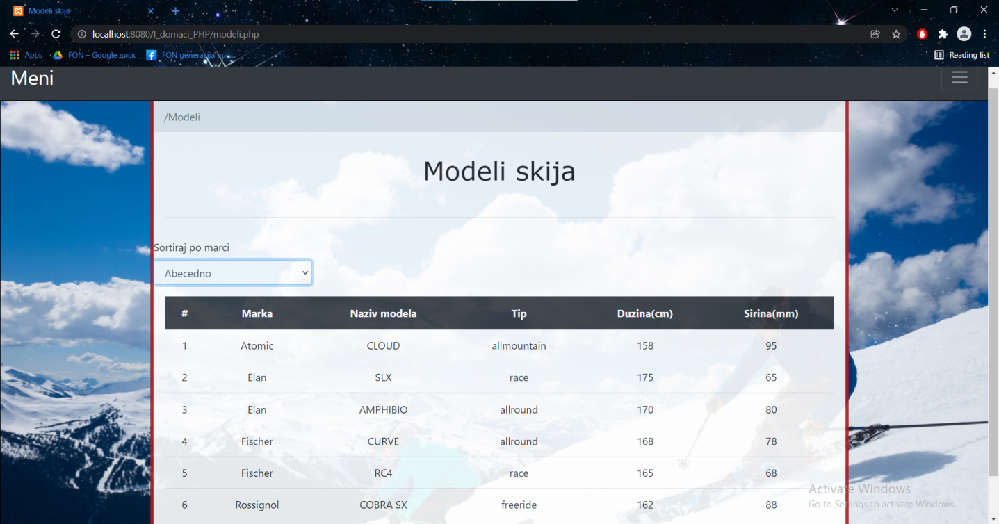 Modeli skija
localhost:8080/I_domaci_PHP/modeli.php
Apps FON – Google диск FON generacija upi... Reading list
Meni
/Modeli
Modeli skija
Sortiraj po marci
Abecedno
# Marka Naziv modela Tip Duzina(cm) Sirina(mm)
1 Atomic CLOUD allmountain 158 95
2 Elan SLX race 175 65
3 Elan AMPHIBIO allround 170 80
4 Fischer CURVE allround 168 78
5 Fischer RC4 race 165 68
6 Rossignol COBRA SX freeride 162 88
Activate Windows
Go to Settings to activate Windows.